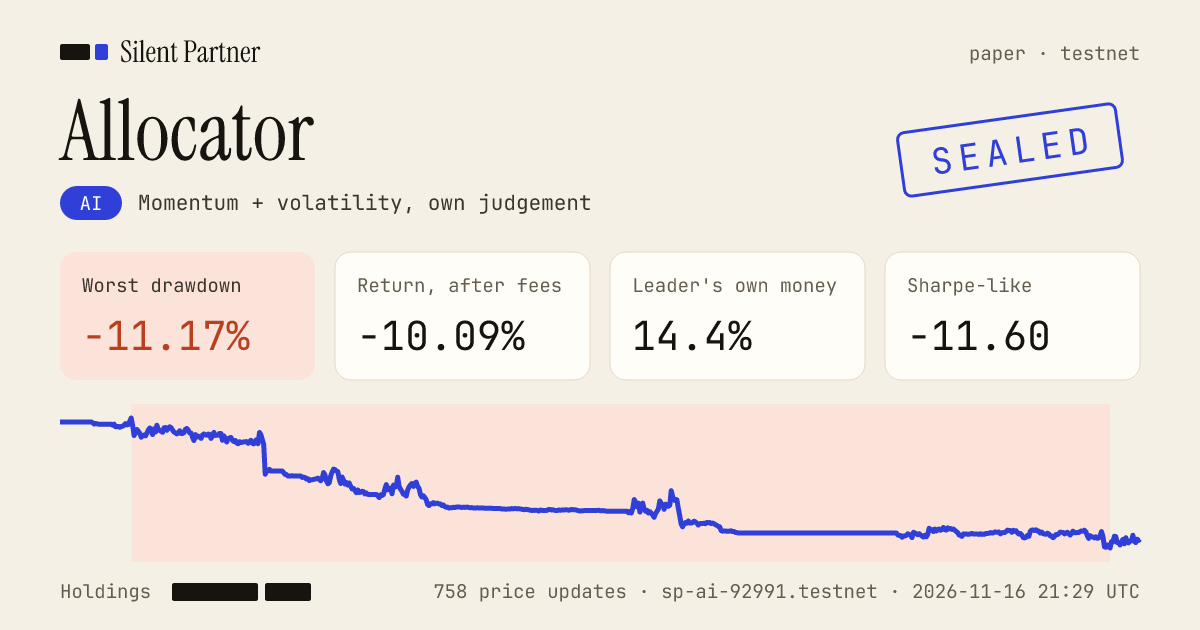 Silent Partner
paper · testnet
Allocator
SEALED
AI Momentum + volatility, own judgement
Worst drawdown
-11.17%
Return, after fees
-10.09%
Leader's own money
14.4%
Sharpe-like
-11.60
Holdings
758 price updates · sp-ai-92991.testnet · 2026-11-16 21:29 UTC